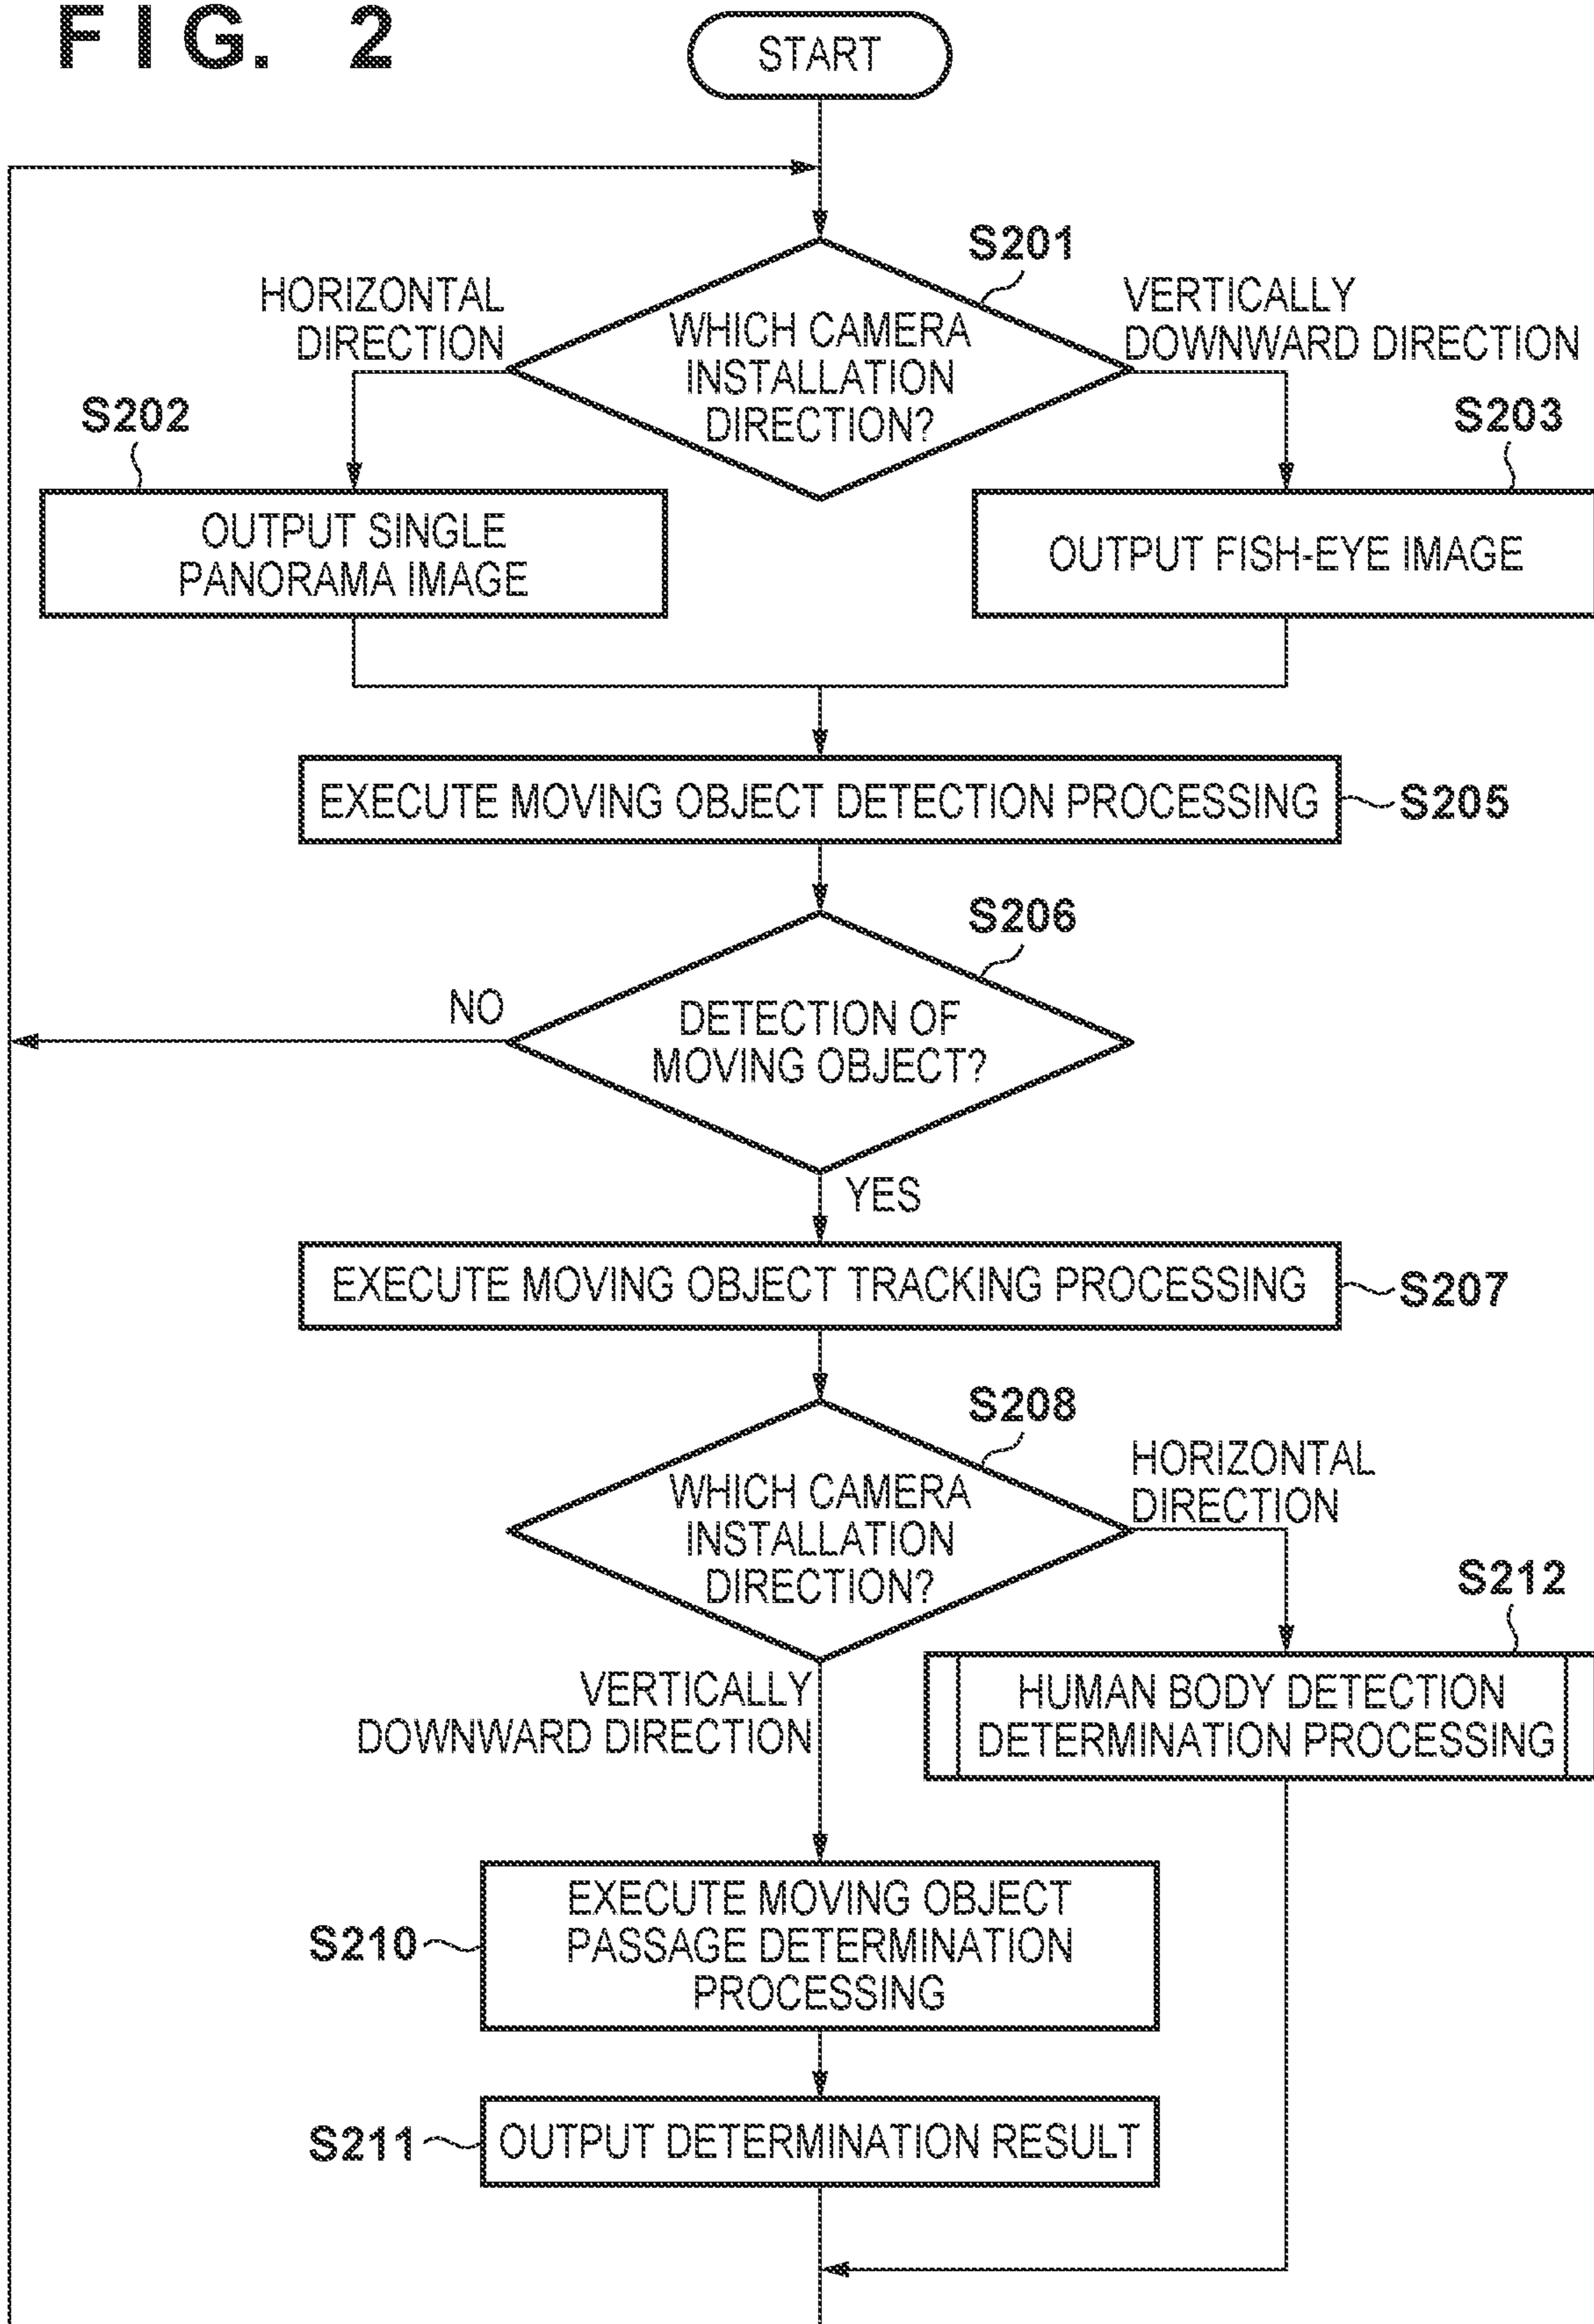 FIG. 2
START
S201
HORIZONTAL
DIRECTION
WHICH CAMERA
INSTALLATION
DIRECTION?
VERTICALLY
DOWNWARD DIRECTION
S202
S203
OUTPUT SINGLE
PANORAMA IMAGE
OUTPUT FISH-EYE IMAGE
EXECUTE MOVING OBJECT DETECTION PROCESSING
S205
S206
NO
DETECTION OF
MOVING OBJECT?
YES
EXECUTE MOVING OBJECT TRACKING PROCESSING
S207
S208
WHICH CAMERA
INSTALLATION
DIRECTION?
HORIZONTAL
DIRECTION
S212
VERTICALLY
DOWNWARD DIRECTION
HUMAN BODY DETECTION
DETERMINATION PROCESSING
S210
EXECUTE MOVING OBJECT
PASSAGE DETERMINATION
PROCESSING
S211
OUTPUT DETERMINATION RESULT